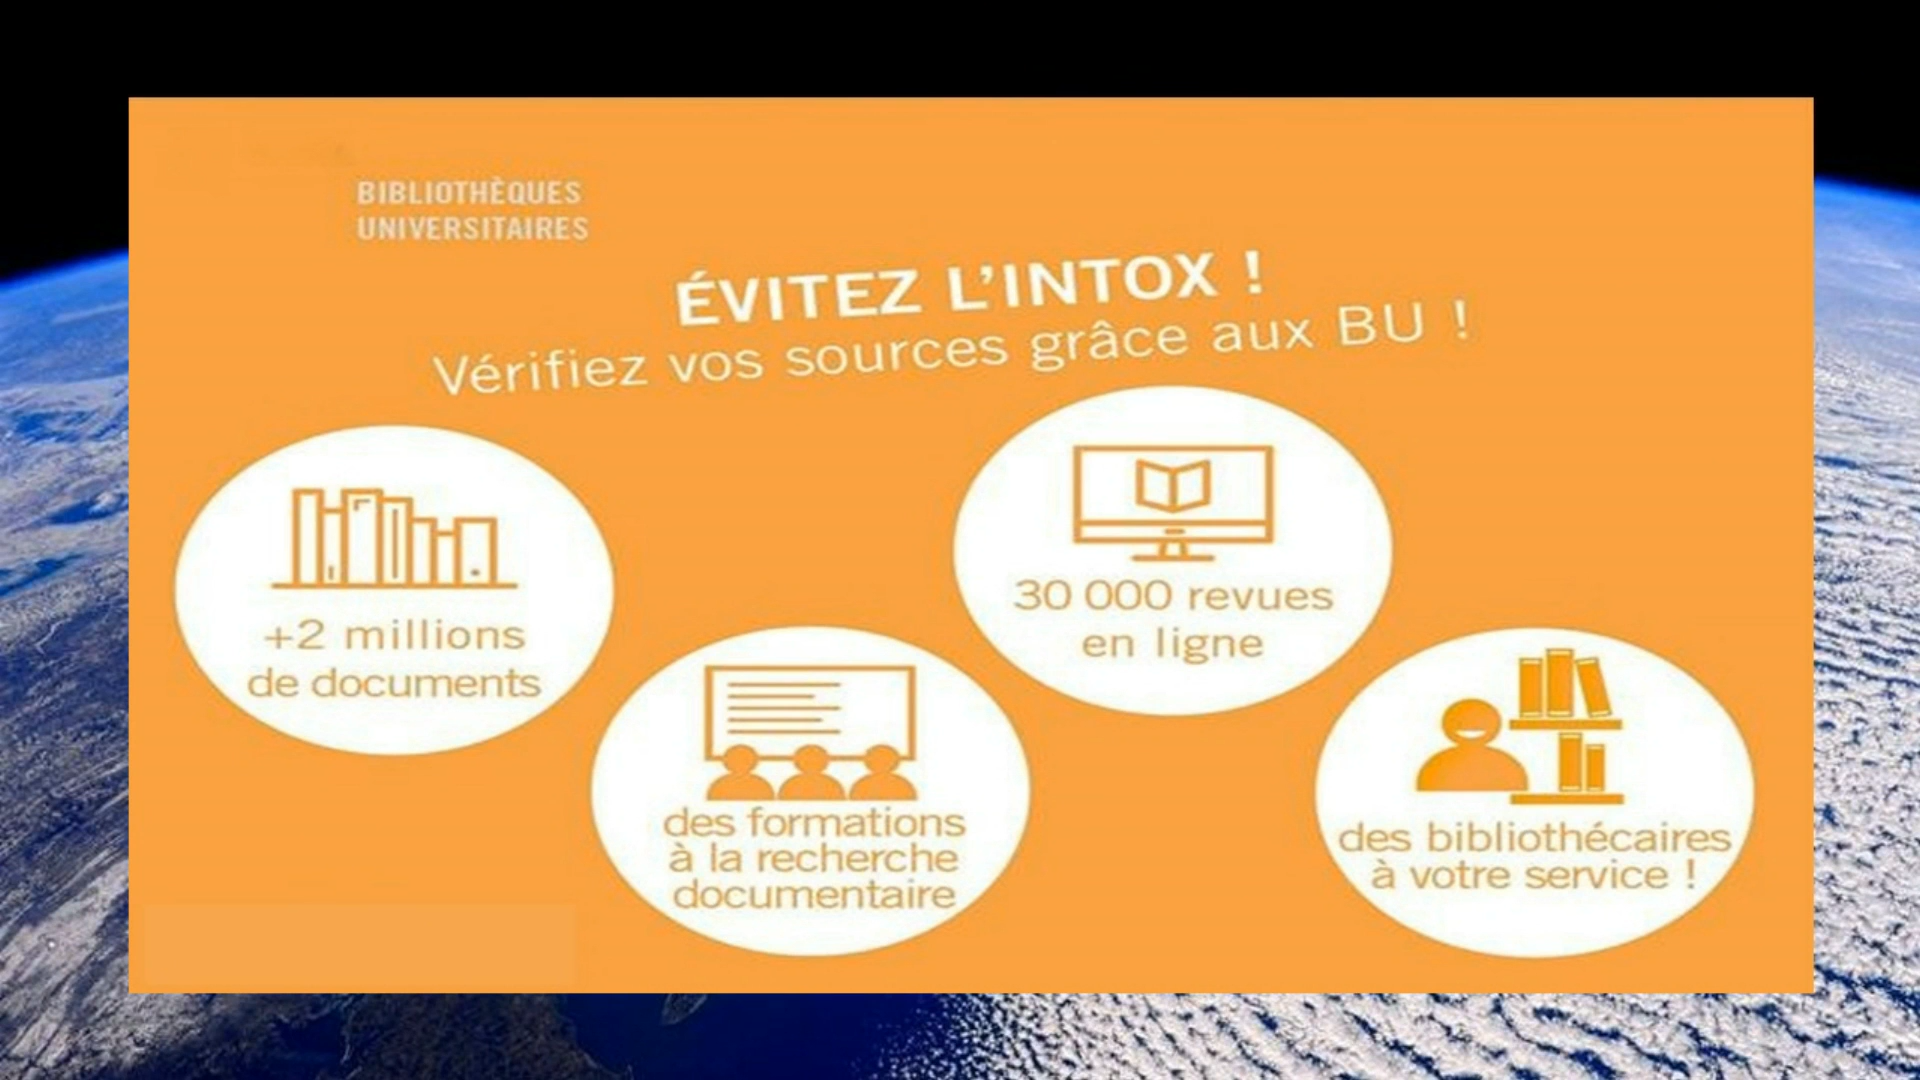 BIBLIOTHÈQUES
UNIVERSITAIRES
ÉVITEZ L'INTOX !
Vérifiez vos sources grâce aux BU !
+2 millions
de documents
des formations
à la recherche
documentaire
30 000 revues
en ligne
des bibliothécaires
à votre service !